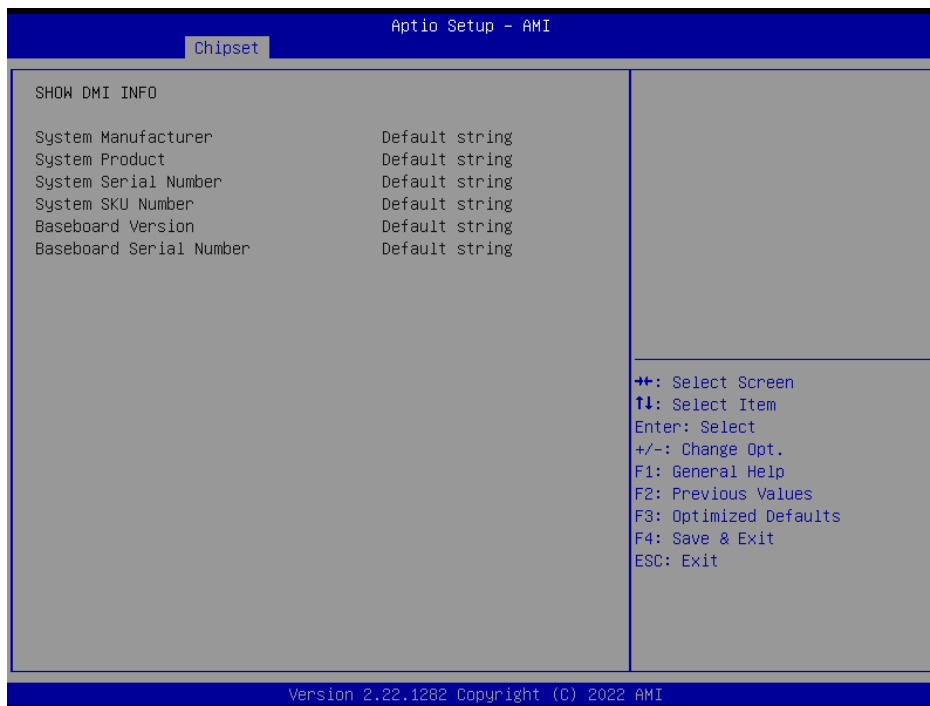 Aptio Setup – AMI
Chipset
SHOW DMI INFO
System Manufacturer Default string
System Product Default string
System Serial Number Default string
System SKU Number Default string
Baseboard Version Default string
Baseboard Serial Number Default string
→←: Select Screen
↑↓: Select Item
Enter: Select
+/-: Change Opt.
F1: General Help
F2: Previous Values
F3: Optimized Defaults
F4: Save & Exit
ESC: Exit
Version 2.22.1282 Copyright (C) 2022 AMI